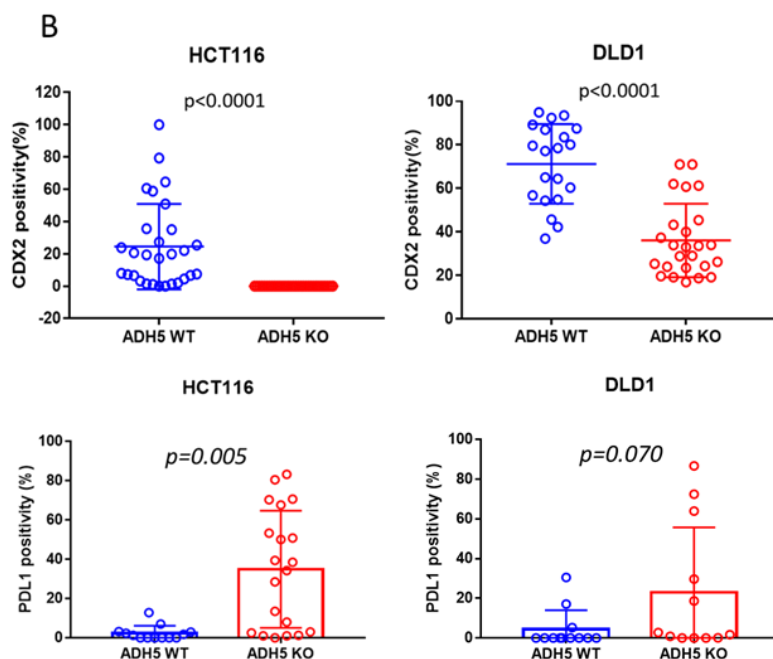 B
HCT116
p<0.0001
CDX2 positivity(%)
120
100
80
60
40
20
0
-20
ADH5 WT ADH5 KO
DLD1
p<0.0001
CDX2 positivity(%)
100
80
60
40
20
0
ADH5 WT ADH5 KO
HCT116
p=0.005
PDL1 positivity (%)
100
80
60
40
20
0
ADH5 WT ADH5 KO
DLD1
p=0.070
PDL1 positivity (%)
100
80
60
40
20
0
ADH5 WT ADH5 KO